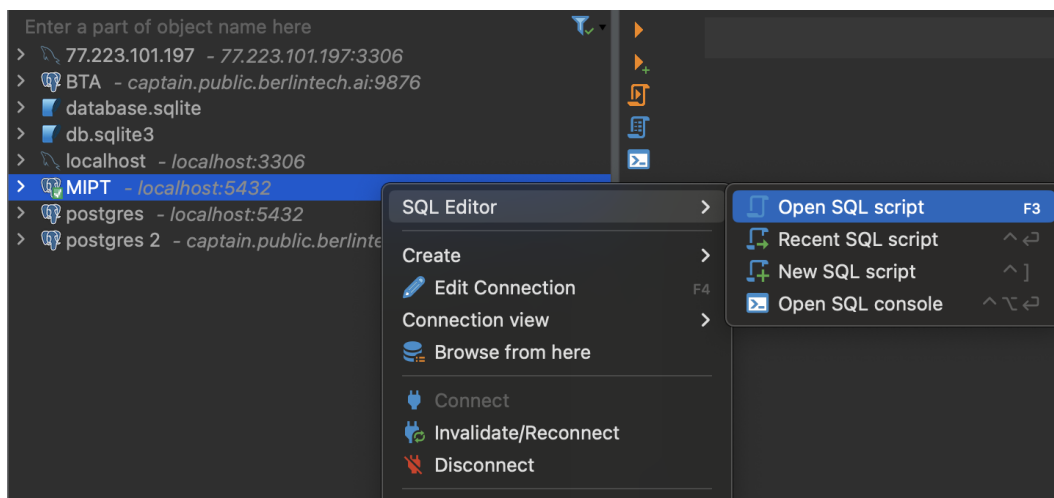 Enter a part of object name here
77.223.101.197 - 77.223.101.197:3306
BTA - captain.public.berlintech.ai:9876
database.sqlite
db.sqlite3
localhost - localhost:3306
MIPT - localhost:5432
postgres - localhost:5432
postgres 2 - captain.public.berlinte
SQL Editor
Create
Edit Connection F4
Connection view
Browse from here
Connect
Invalidate/Reconnect
Disconnect
Open SQL script F3
Recent SQL script ^ ↩
New SQL script ^ ]
Open SQL console ^ ⌥ ↩